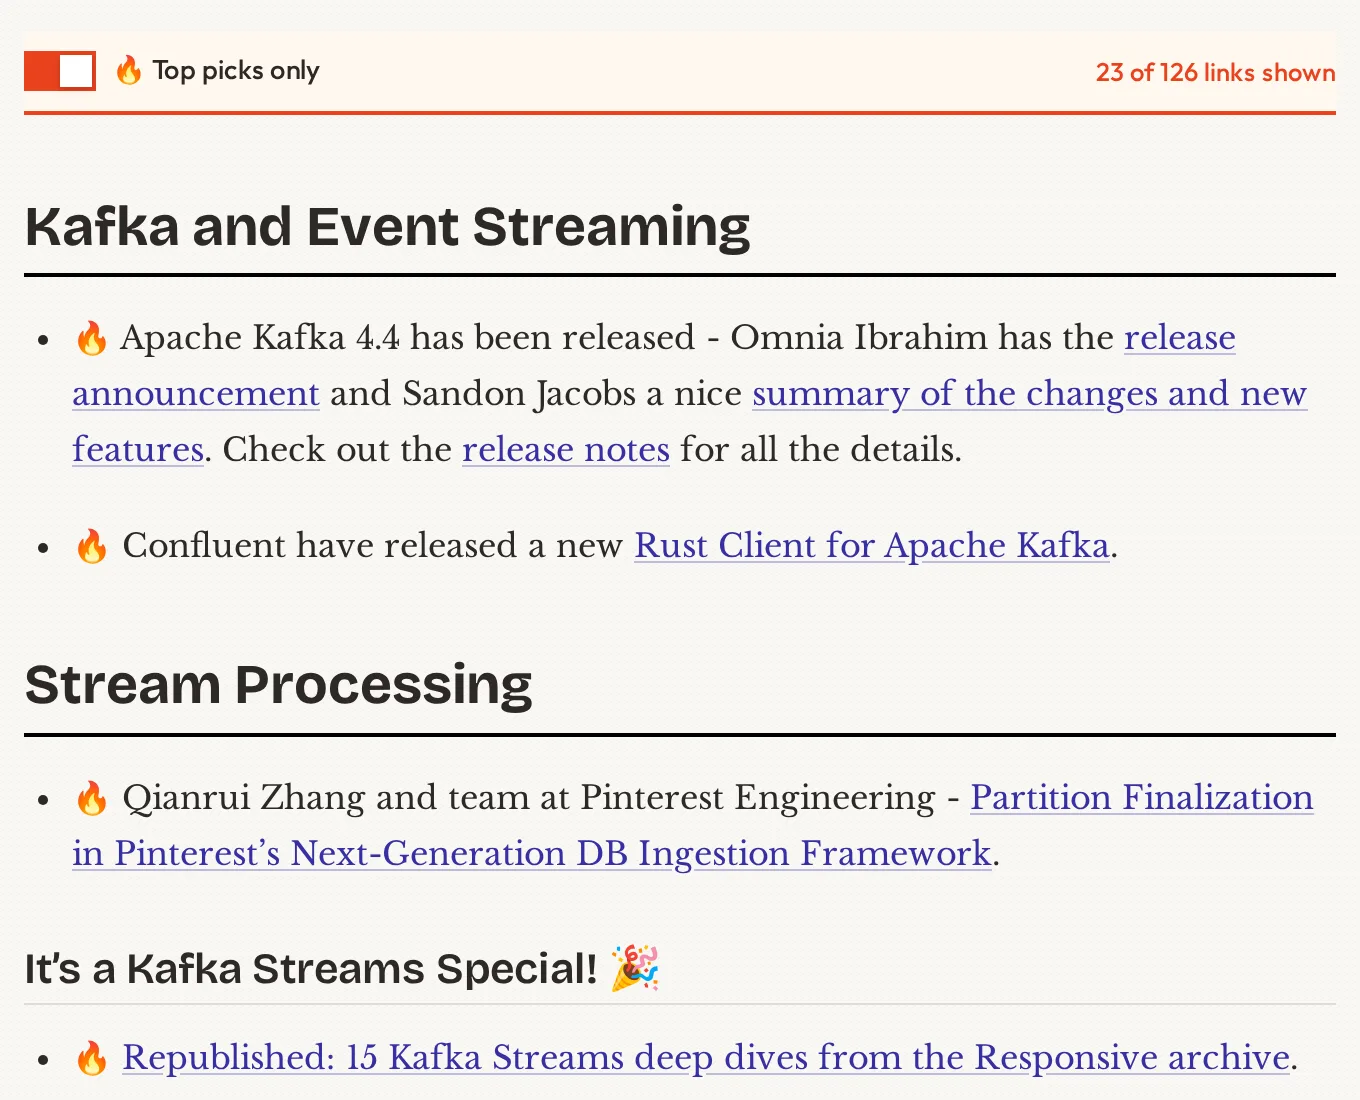 🔥 Top picks only
23 of 126 links shown
Kafka and Event Streaming
• 🔥 Apache Kafka 4.4 has been released - Omnia Ibrahim has the release
announcement and Sandon Jacobs a nice summary of the changes and new
features. Check out the release notes for all the details.
• 🔥 Confluent have released a new Rust Client for Apache Kafka.
Stream Processing
• 🔥 Qianrui Zhang and team at Pinterest Engineering - Partition Finalization
in Pinterest’s Next-Generation DB Ingestion Framework.
It’s a Kafka Streams Special! 🎉
• 🔥 Republished: 15 Kafka Streams deep dives from the Responsive archive.